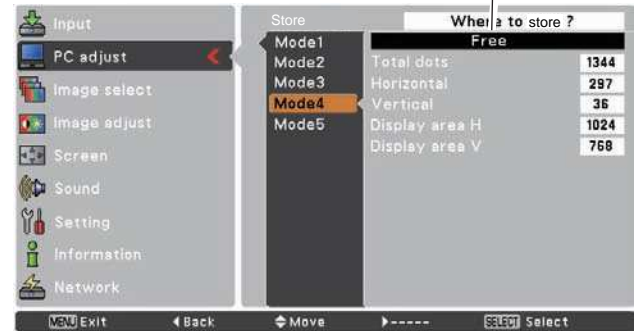 Input
PC adjust
Image select
Image adjust
Screen
Sound
Setting
Information
Network
Store
Mode1
Mode2
Mode3
Mode4
Mode5
Where to store ?
Free
Total dots 1344
Horizontal 297
Vertical 36
Display area H 1024
Display area V 768
MENU Exit ◀Back Move ▶----- SELECT Select